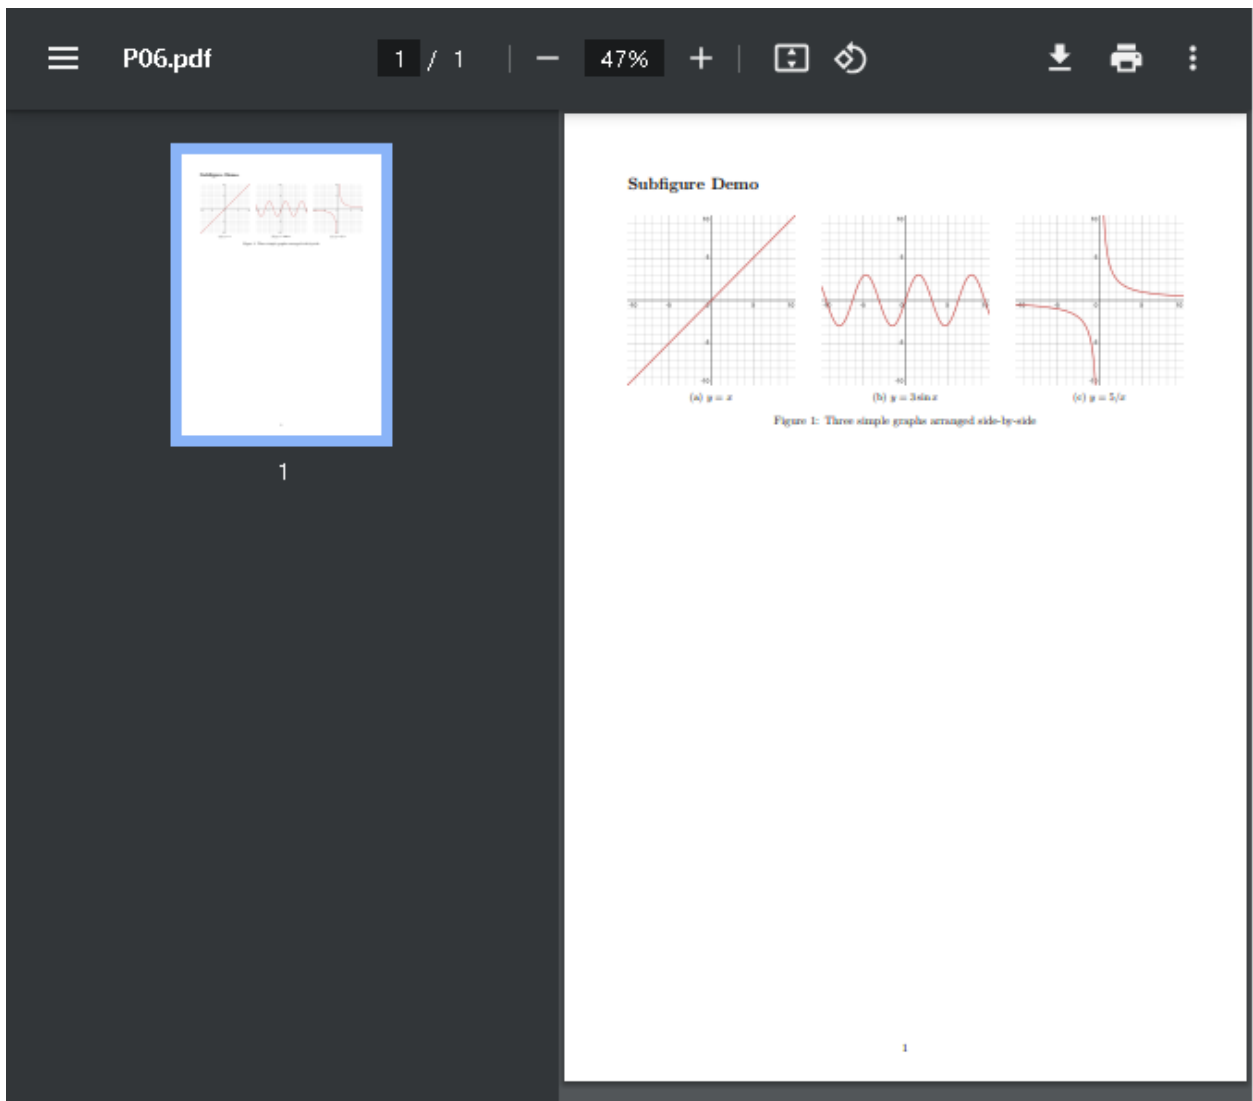 P06.pdf
1 / 1
47%
1
Subfigure Demo
(a) y = x
(b) y = 3 sin x
(c) y = 5/x
Figure 1: Three simple graphs arranged side-by-side
1